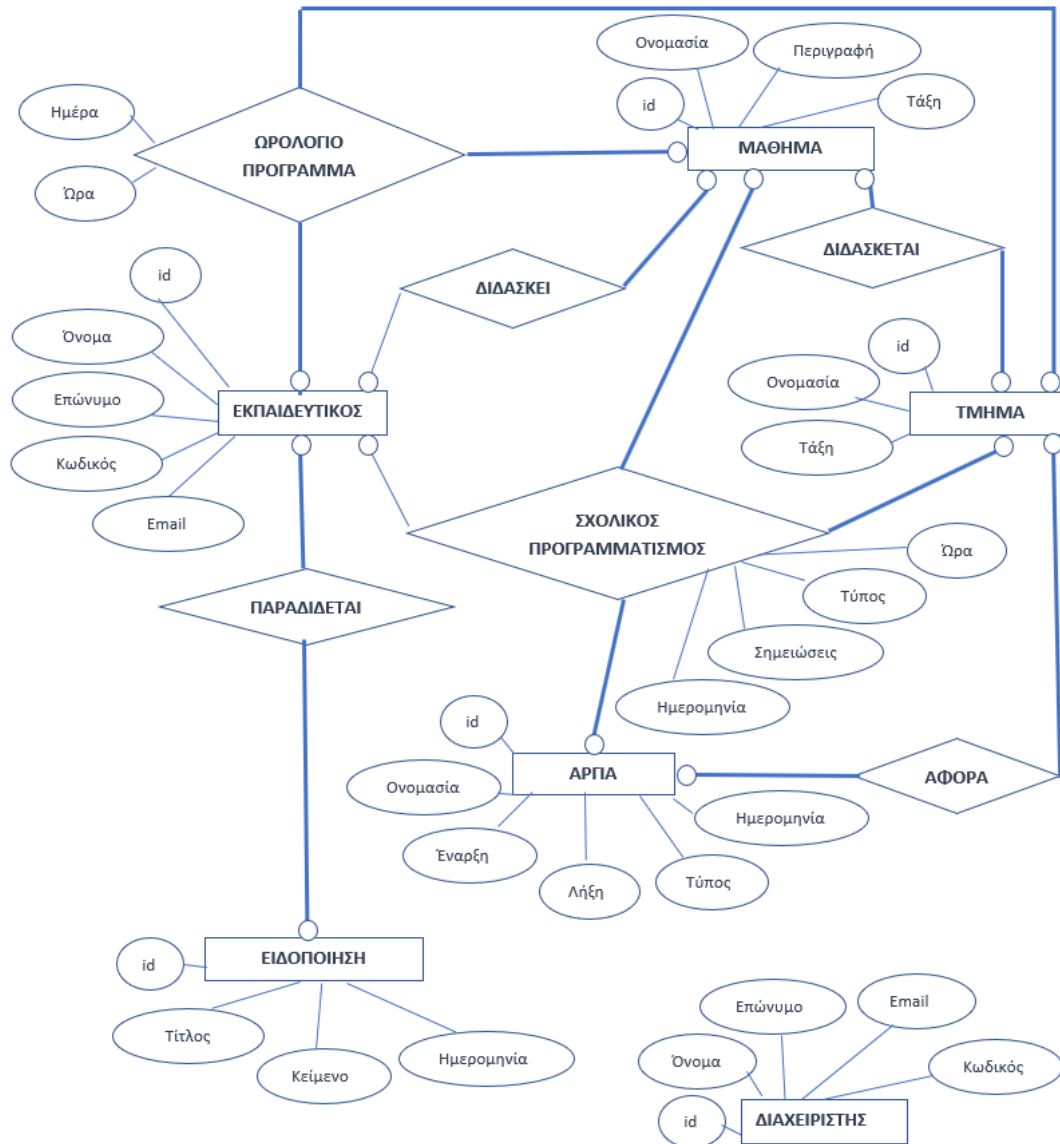 Ονομασία
Περιγραφή
Ημέρα
id
Τάξη
ΩΡΟΛΟΓΙΟ
ΠΡΟΓΡΑΜΜΑ
ΜΑΘΗΜΑ
Ώρα
ΔΙΔΑΣΚΕΤΑΙ
id
ΔΙΔΑΣΚΕΙ
Όνομα
id
Ονομασία
Επώνυμο
ΕΚΠΑΙΔΕΥΤΙΚΟΣ
ΤΜΗΜΑ
Τάξη
Κωδικός
Email
ΣΧΟΛΙΚΟΣ
ΠΡΟΓΡΑΜΜΑΤΙΣΜΟΣ
Ώρα
Τύπος
ΠΑΡΑΔΙΔΕΤΑΙ
Σημειώσεις
Ημερομηνία
id
ΑΡΓΙΑ
ΑΦΟΡΑ
Ονομασία
Ημερομηνία
Έναρξη
Λήξη
Τύπος
ΕΙΔΟΠΟΙΗΣΗ
id
Τίτλος
Κείμενο
Ημερομηνία
Επώνυμο
Email
Όνομα
Κωδικός
id
ΔΙΑΧΕΙΡΙΣΤΗΣ